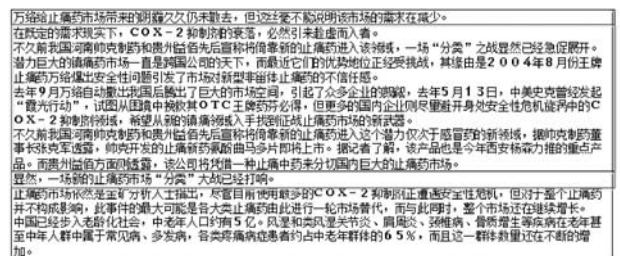 万络给止痛药市场带来的阴霾久久仍未散去，但这丝毫不能说明该市场的需求在减少。
在既定的需求现实下，COX-2抑制剂的衰落，必然引来趁虚而入者。
不久前我国河南帅克制药和贵州益佰先后宣称将倚靠新的止痛药进入该领域，一场“分羹”之战显然已经急促展开。
潜力巨大的镇痛药市场一直是跨国公司的天下，而最近它们的优势地位正经受挑战，其缘由是2004年8月份王牌
止痛药万络爆出安全性问题引发了市场对新型非甾体止痛药的不信任感。
去年9月万络自动撤出我国后腾出了巨大的市场空间，引起了众多企业的觊觎，去年5月13日，中美史克曾经发起
“霞光行动”，试图从困境中挽救其OTC王牌药芬必得，但更多的国内企业则尽量避开身处安全性危机漩涡中的C
OX-2抑制剂领域，希望从新的镇痛领域入手找到征战止痛药市场的新武器。
不久前我国河南帅克制药和贵州益佰宣称将倚靠新的止痛药进入这个潜力仅次于感冒药的新领域，据帅克制药董
事长孙克军透露，帅克开发的止痛新药氨酚曲马多片即将上市。据记者了解，该产品也是今年西安杨森力推的重点产
品。而贵州益佰方面则透露，该公司将凭借一种止痛中药来分切国内巨大的止痛药市场。
显然，一场新的止痛药市场“分羹”大战已经打响。
止痛药市场依然是金矿分析人士指出，尽管目前使用最多的COX-2抑制剂正遭遇安全性危机，但对于整个止痛药
并不构成影响，此事件的最大可能是各大类止痛药由此进行一轮市场替代，而与此同时，整个市场还在继续增长。
中国已经步入老龄化社会，中老年人口约有5亿。风湿和类风湿关节炎、肩周炎、颈椎病、骨质增生等疾病在老年甚
至中年人群中属于常见病、多发病，各类疼痛病症患者约占中老年群体的65%，而且这一群体数量还在不断的增
加。